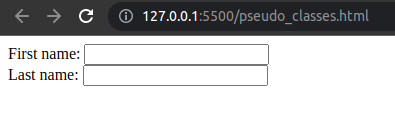 127.0.0.1:5500/pseudo_classes.html
First name:
Last name: